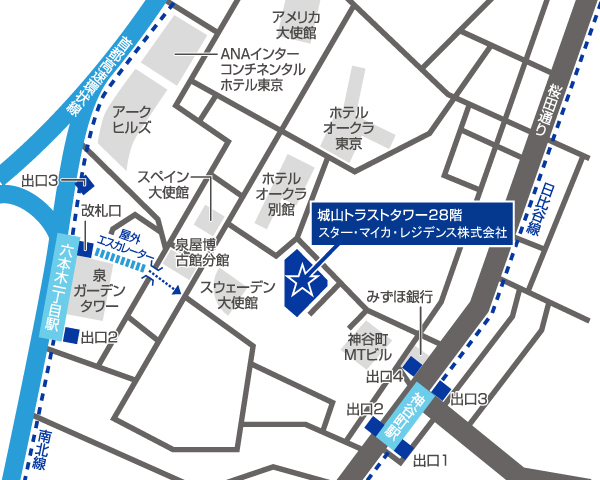 アメリカ
大使館
首都高速環状線
ANAインター
コンチネンタル
ホテル東京
桜田通り
アーク
ヒルズ
ホテル
オークラ
東京
出口3
スペイン
大使館
ホテル
オークラ
別館
日比谷線
改札口
屋外
エスカレーター
城山トラストタワー28階
スター・マイカ・レジデンス株式会社
六本木一丁目駅
泉屋博
古館分館
泉
ガーデン
タワー
スウェーデン
大使館
みずほ銀行
出口2
神谷町
MTビル
出口4
出口3
出口2
神谷町駅
南北線
出口1